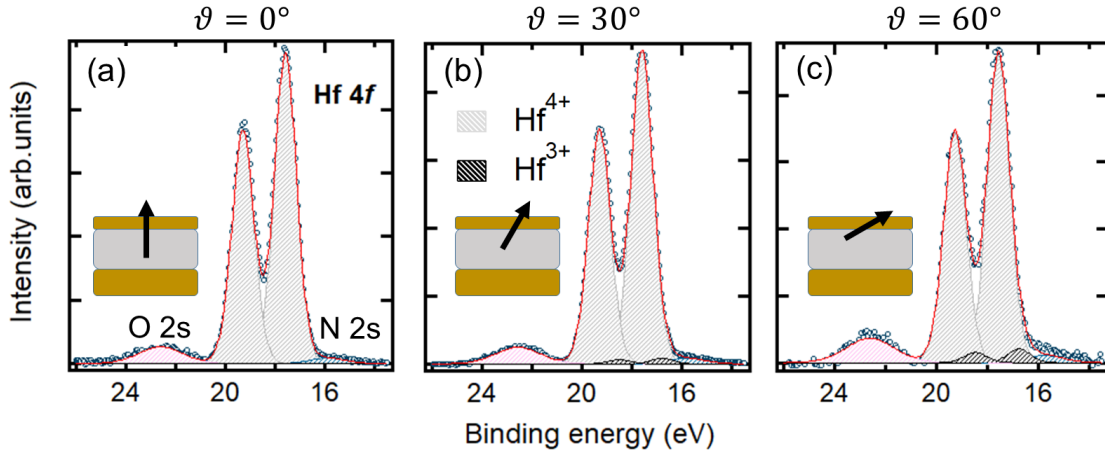 ϑ = 0°
ϑ = 30°
ϑ = 60°
Intensity (arb.units)
(a)
Hf 4f
O 2s
N 2s
24
20
16
(b)
Hf4+
Hf3+
24
20
16
(c)
24
20
16
Binding energy (eV)